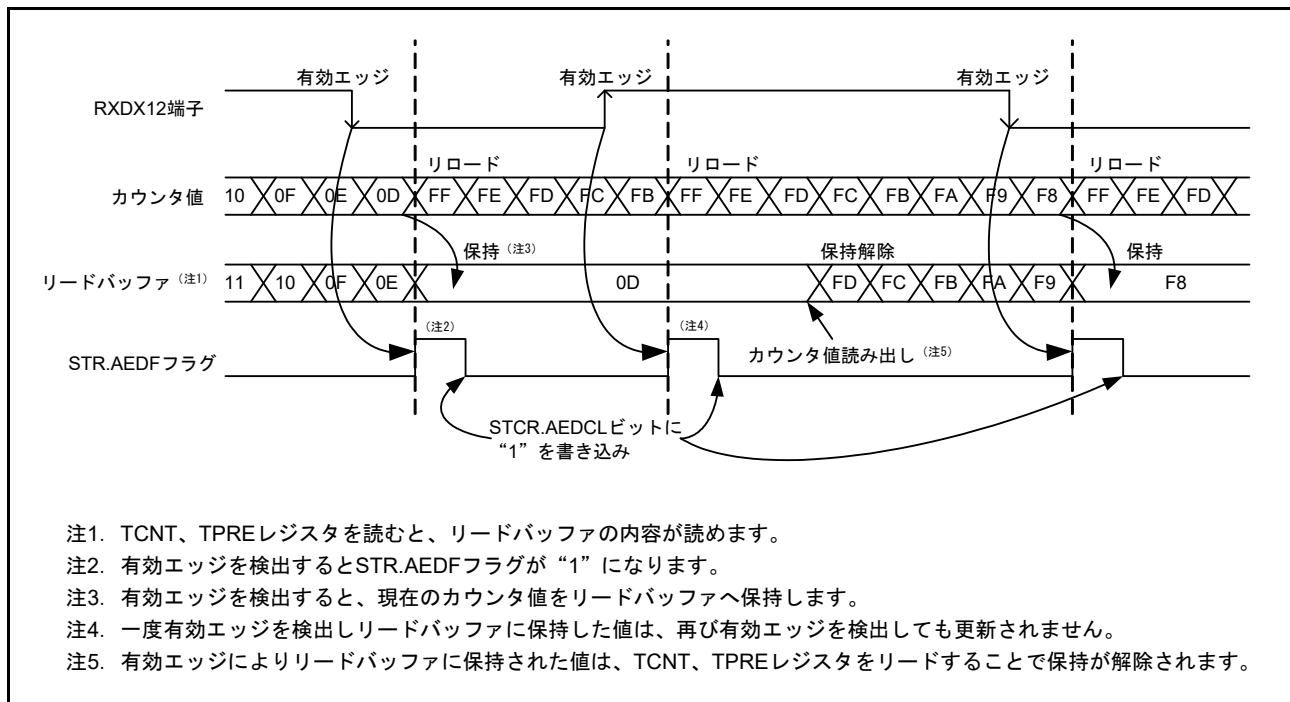 有効エッジ 有効エッジ 有効エッジ
RXDX12端子
リロード リロード リロード
カウンタ値 10 0F 0E 0D FF FE FD FC FB FF FE FD FC FB FA F9 F8 FF FE FD
保持(注3) 保持解除 保持
リードバッファ(注1) 11 10 0F 0E 0D FD FC FB FA F9 F8
(注2) (注4)
カウンタ値読み出し(注5)
STR.AEDFフラグ
STCR.AEDCLビットに
“1”を書き込み
注1. TCNT、TPREレジスタを読むと、リードバッファの内容が読めます。
注2. 有効エッジを検出するとSTR.AEDFフラグが“1”になります。
注3. 有効エッジを検出すると、現在のカウンタ値をリードバッファへ保持します。
注4. 一度有効エッジを検出しリードバッファに保持した値は、再び有効エッジを検出しても更新されません。
注5. 有効エッジによりリードバッファに保持された値は、TCNT、TPREレジスタをリードすることで保持が解除されます。